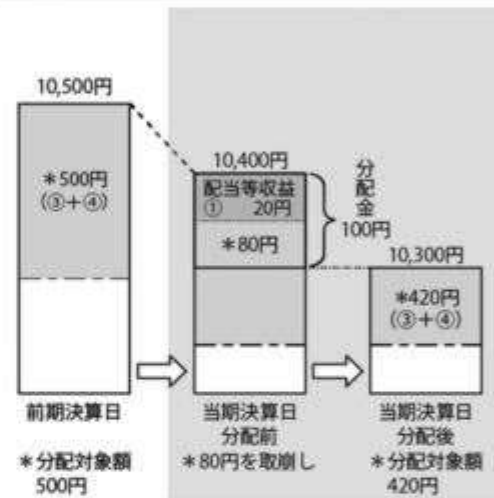 10,500円
*500円
(③+④)
前期決算日
*分配対象額
500円
10,400円
配当等収益
① 20円
*80円
分配金
100円
当期決算日
分配前
*80円を取崩し
10,300円
*420円
(③+④)
当期決算日
分配後
*分配対象額
420円